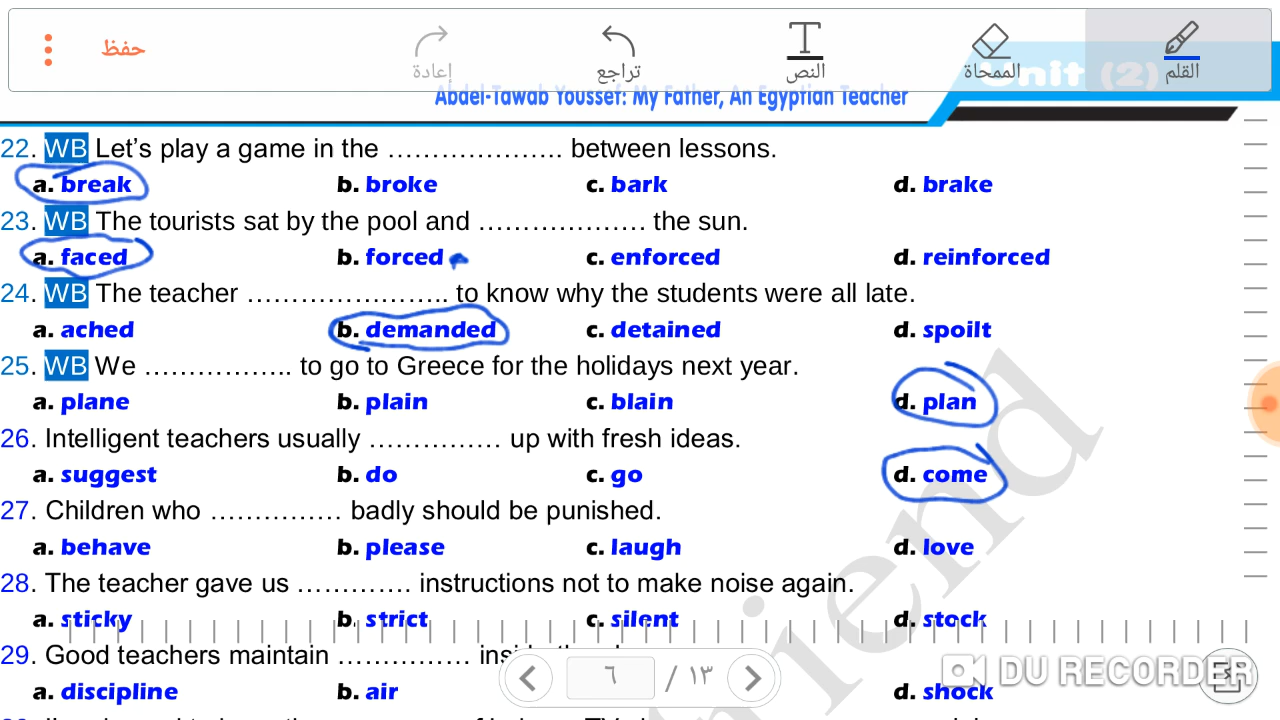 حفظ
إعادة
تراجع
النص
الممحاة
القلم
Unit (2)
Abdel-Tawab Youssef: My Father, An Egyptian Teacher
22. WB Let's play a game in the ………………….. between lessons.
a. break b. broke c. bark d. brake
23. WB The tourists sat by the pool and ………………. the sun.
a. faced b. forced c. enforced d. reinforced
24. WB The teacher ………………….. to know why the students were all late.
a. ached b. demanded c. detained d. spoilt
25. WB We …………….. to go to Greece for the holidays next year.
a. plane b. plain c. blain d. plan
26. Intelligent teachers usually …………… up with fresh ideas.
a. suggest b. do c. go d. come
27. Children who …………… badly should be punished.
a. behave b. please c. laugh d. love
28. The teacher gave us …………. instructions not to make noise again.
a. sticky b. strict c. silent d. stock
29. Good teachers maintain ……………
a. discipline b. air d. shock
٦ / ١٣
DU RECORDER